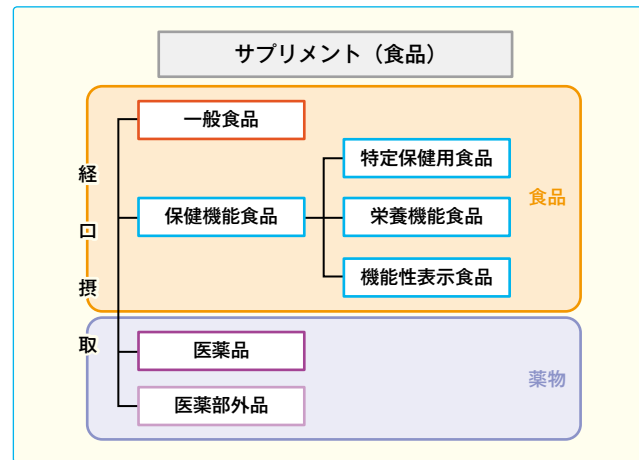 サプリメント（食品）
一般食品
特定保健用食品
保健機能食品
栄養機能食品
食品
機能性表示食品
経口摂取
医薬品
薬物
医薬部外品